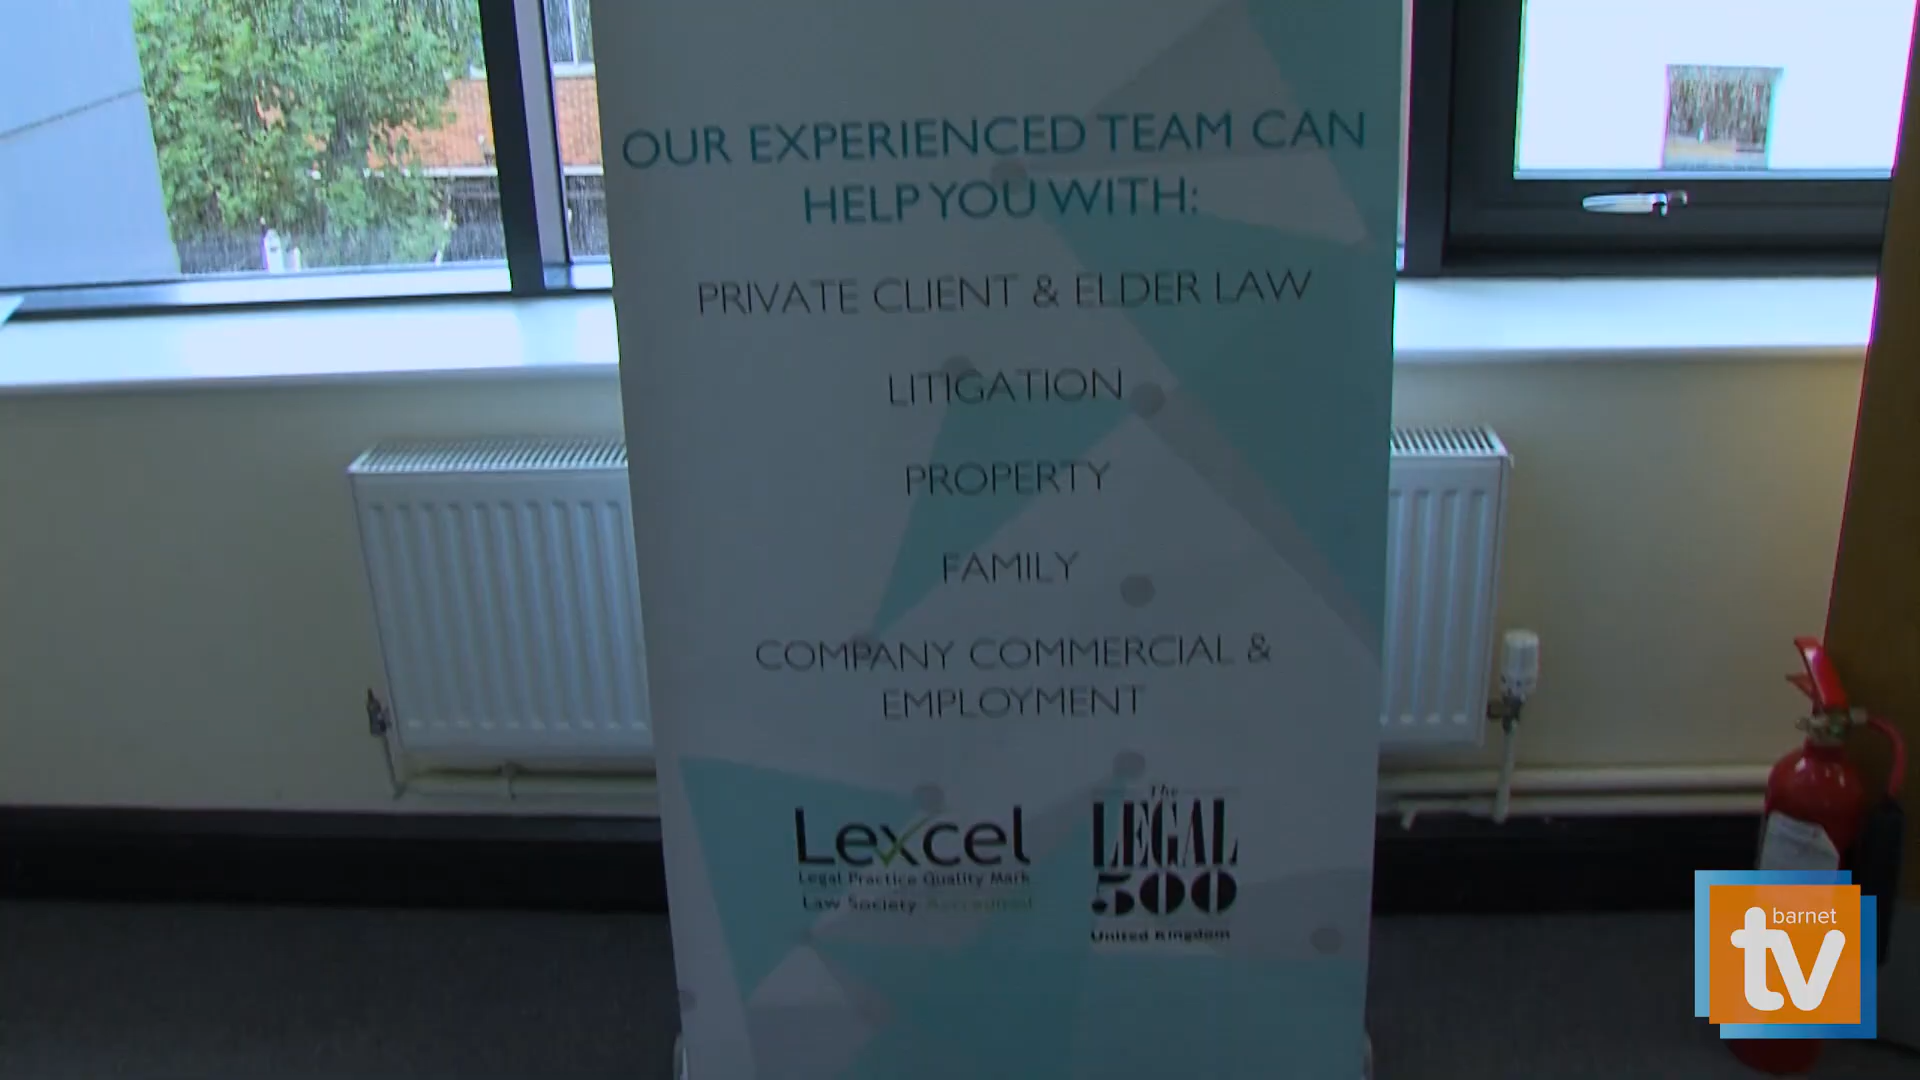 OUR EXPERIENCED TEAM CAN
HELP YOU WITH:
PRIVATE CLIENT & ELDER LAW
LITIGATION
PROPERTY
FAMILY
COMPANY COMMERCIAL &
EMPLOYMENT
Lexcel
Legal Practice Quality Mark
Law Society Accredited
The
LEGAL
500
United Kingdom
barnet
tv